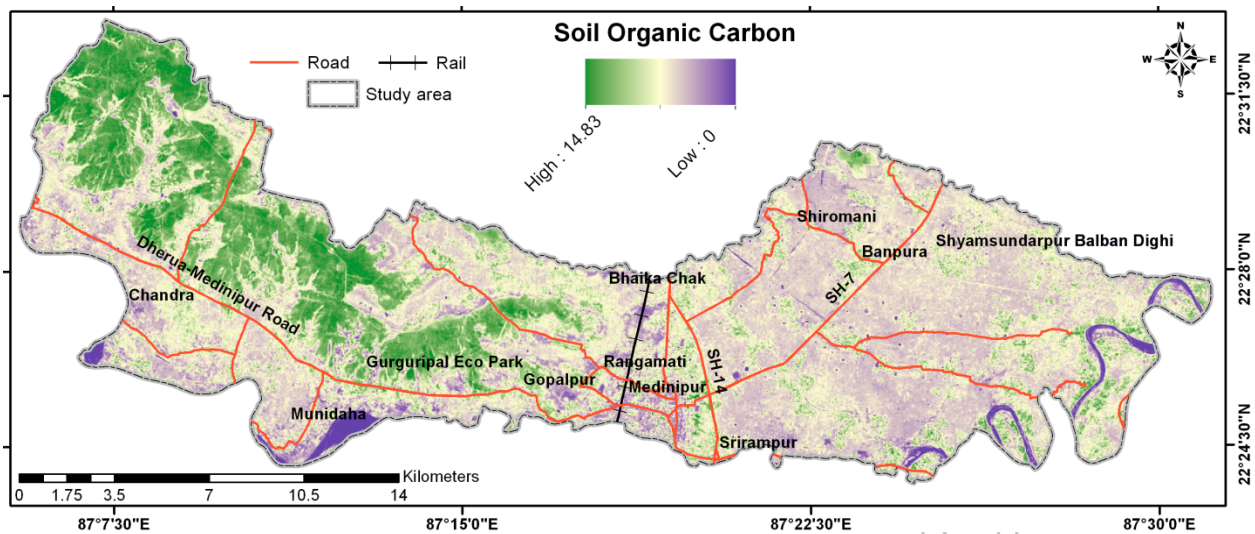 Soil Organic Carbon
Road
Rail
Study area
High : 14.83
Low : 0
N
W
E
S
22°31'30"N
22°28'0"N
22°24'30"N
Shiromani
Banpura
Shyamsundarpur Balban Dighi
Dherua-Medinipur Road
Chandra
Bhaika Chak
SH-7
Gurguripal Eco Park
Rangamati
SH-14
Gopalpur
Medinipur
Munidaha
Srirampur
Kilometers
0 1.75 3.5 7 10.5 14
87°7'30"E
87°15'0"E
87°22'30"E
87°30'0"E